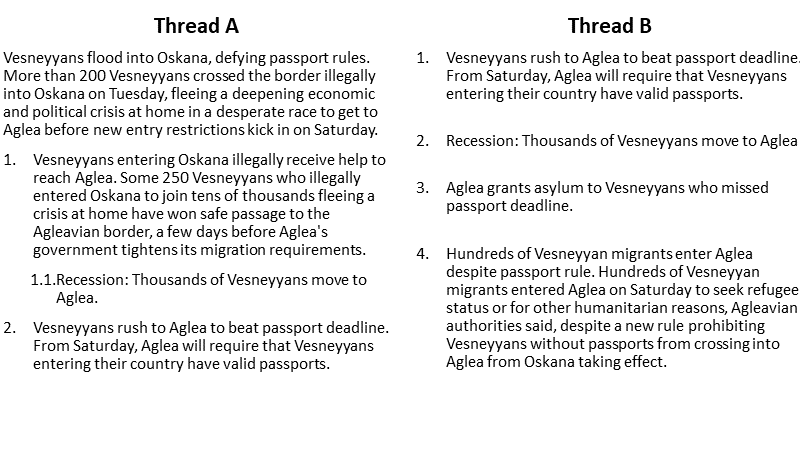 Thread A
Vesneyyans flood into Oskana, defying passport rules.
More than 200 Vesneyyans crossed the border illegally
into Oskana on Tuesday, fleeing a deepening economic
and political crisis at home in a desperate race to get to
Aglea before new entry restrictions kick in on Saturday.
1. Vesneyyans entering Oskana illegally receive help to
reach Aglea. Some 250 Vesneyyans who illegally
entered Oskana to join tens of thousands fleeing a
crisis at home have won safe passage to the
Agleavian border, a few days before Aglea's
government tightens its migration requirements.
1.1.Recession: Thousands of Vesneyyans move to
Aglea.
2. Vesneyyans rush to Aglea to beat passport deadline.
From Saturday, Aglea will require that Vesneyyans
entering their country have valid passports.
Thread B
1. Vesneyyans rush to Aglea to beat passport deadline.
From Saturday, Aglea will require that Vesneyyans
entering their country have valid passports.
2. Recession: Thousands of Vesneyyans move to Aglea
3. Aglea grants asylum to Vesneyyans who missed
passport deadline.
4. Hundreds of Vesneyyan migrants enter Aglea
despite passport rule. Hundreds of Vesneyyan
migrants entered Aglea on Saturday to seek refugee
status or for other humanitarian reasons, Agleavian
authorities said, despite a new rule prohibiting
Vesneyyans without passports from crossing into
Aglea from Oskana taking effect.